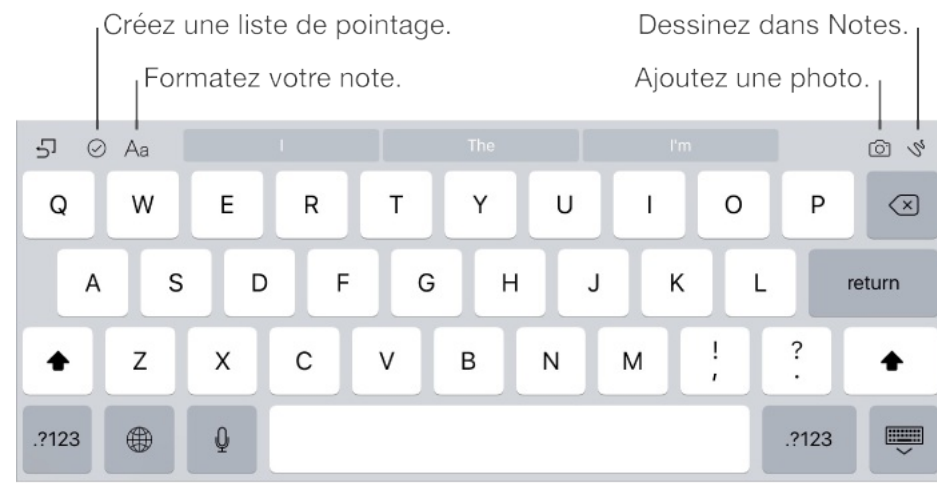 Créez une liste de pointage.
Dessinez dans Notes.
Formatez votre note.
Ajoutez une photo.
Aa
I
The
I'm
Q W E R T Y U I O P
A S D F G H J K L return
Z X C V B N M ! , ? .
.?123 .?123